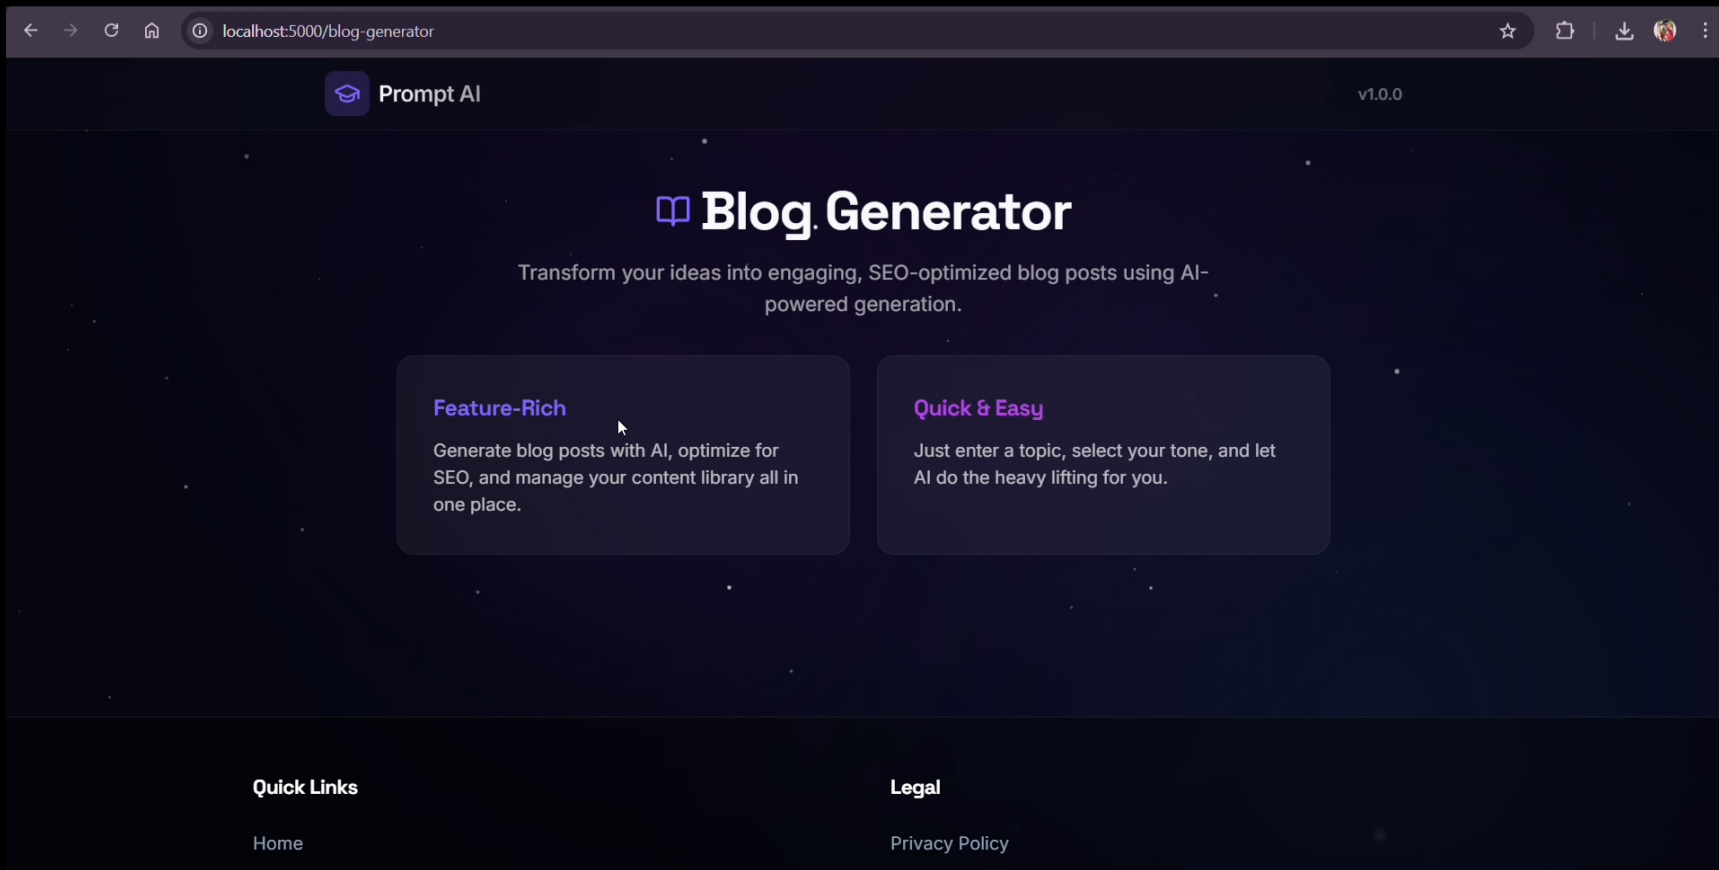 localhost:5000/blog-generator
Prompt AI
v1.0.0
Blog Generator
Transform your ideas into engaging, SEO-optimized blog posts using AI-
powered generation.
Feature-Rich
Generate blog posts with AI, optimize for
SEO, and manage your content library all in
one place.
Quick & Easy
Just enter a topic, select your tone, and let
AI do the heavy lifting for you.
Quick Links
Home
Legal
Privacy Policy